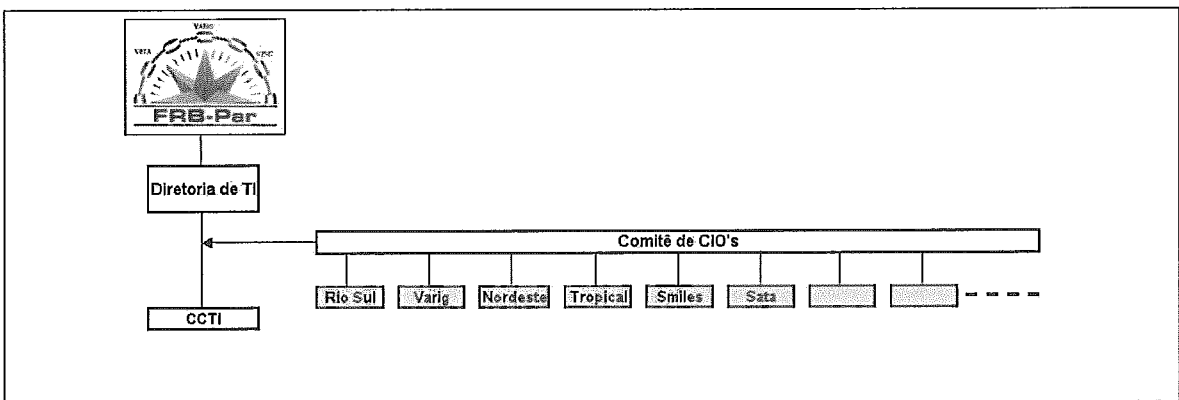 VARIG
FRB-Par
Diretoria de TI
Comitê de CIO's
Rio Sul
Varig
Nordeste
Tropical
Smiles
Sata
CCTI